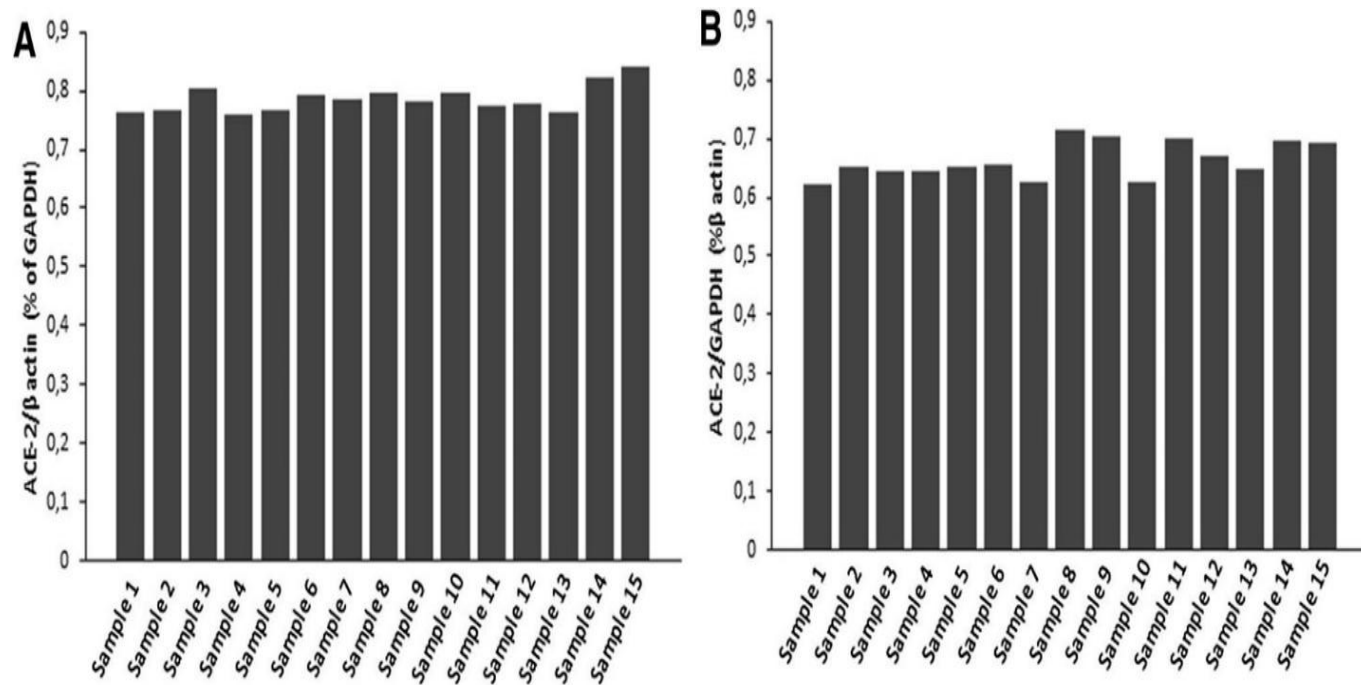 A
ACE-2/β actin (% of GAPDH)
0,9
0,8
0,7
0,6
0,5
0,4
0,3
0,2
0,1
0
Sample 1
Sample 2
Sample 3
Sample 4
Sample 5
Sample 6
Sample 7
Sample 8
Sample 9
Sample 10
Sample 11
Sample 12
Sample 13
Sample 14
Sample 15
B
ACE-2/GAPDH (%β actin)
0,9
0,8
0,7
0,6
0,5
0,4
0,3
0,2
0,1
0
Sample 1
Sample 2
Sample 3
Sample 4
Sample 5
Sample 6
Sample 7
Sample 8
Sample 9
Sample 10
Sample 11
Sample 12
Sample 13
Sample 14
Sample 15